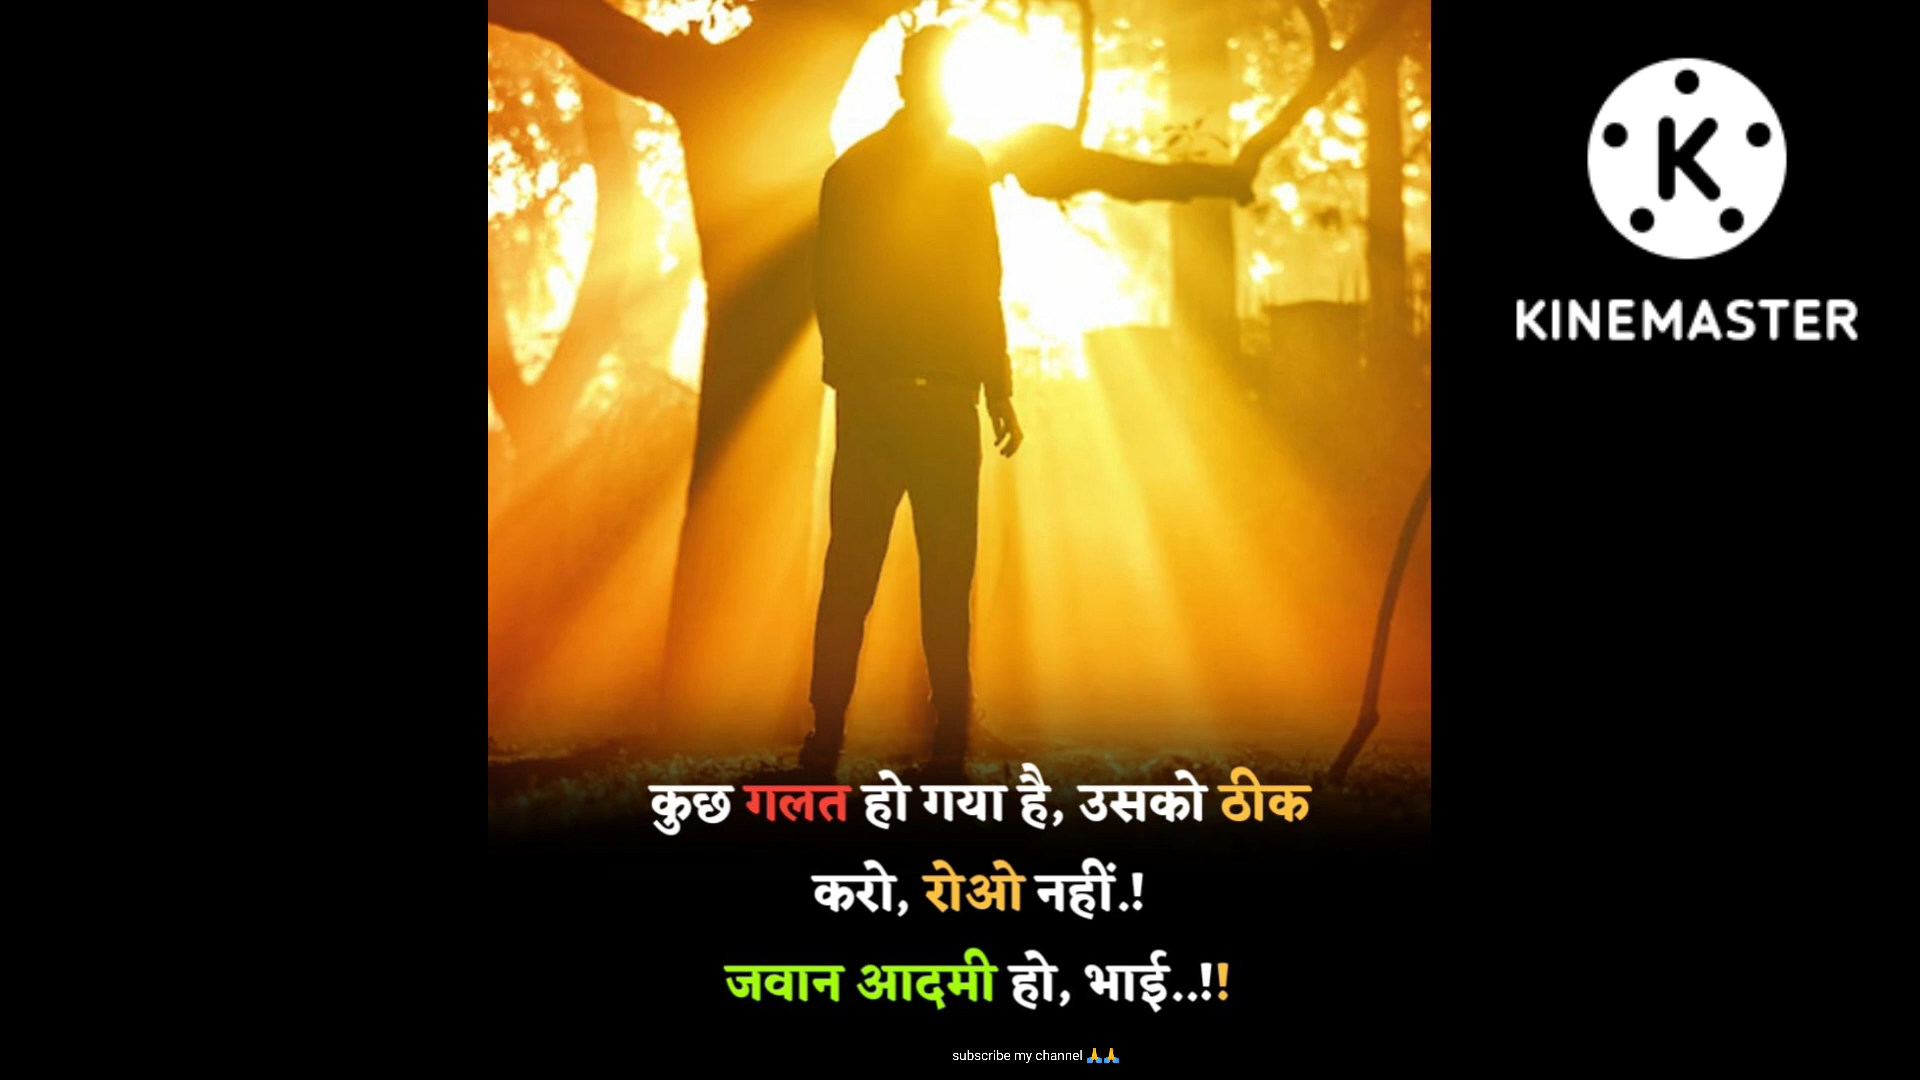 K
KINEMASTER
कुछ गलत हो गया है, उसको ठीक
करो, रोओ नहीं.!
जवान आदमी हो, भाई..!!
subscribe my channel 🙏🙏